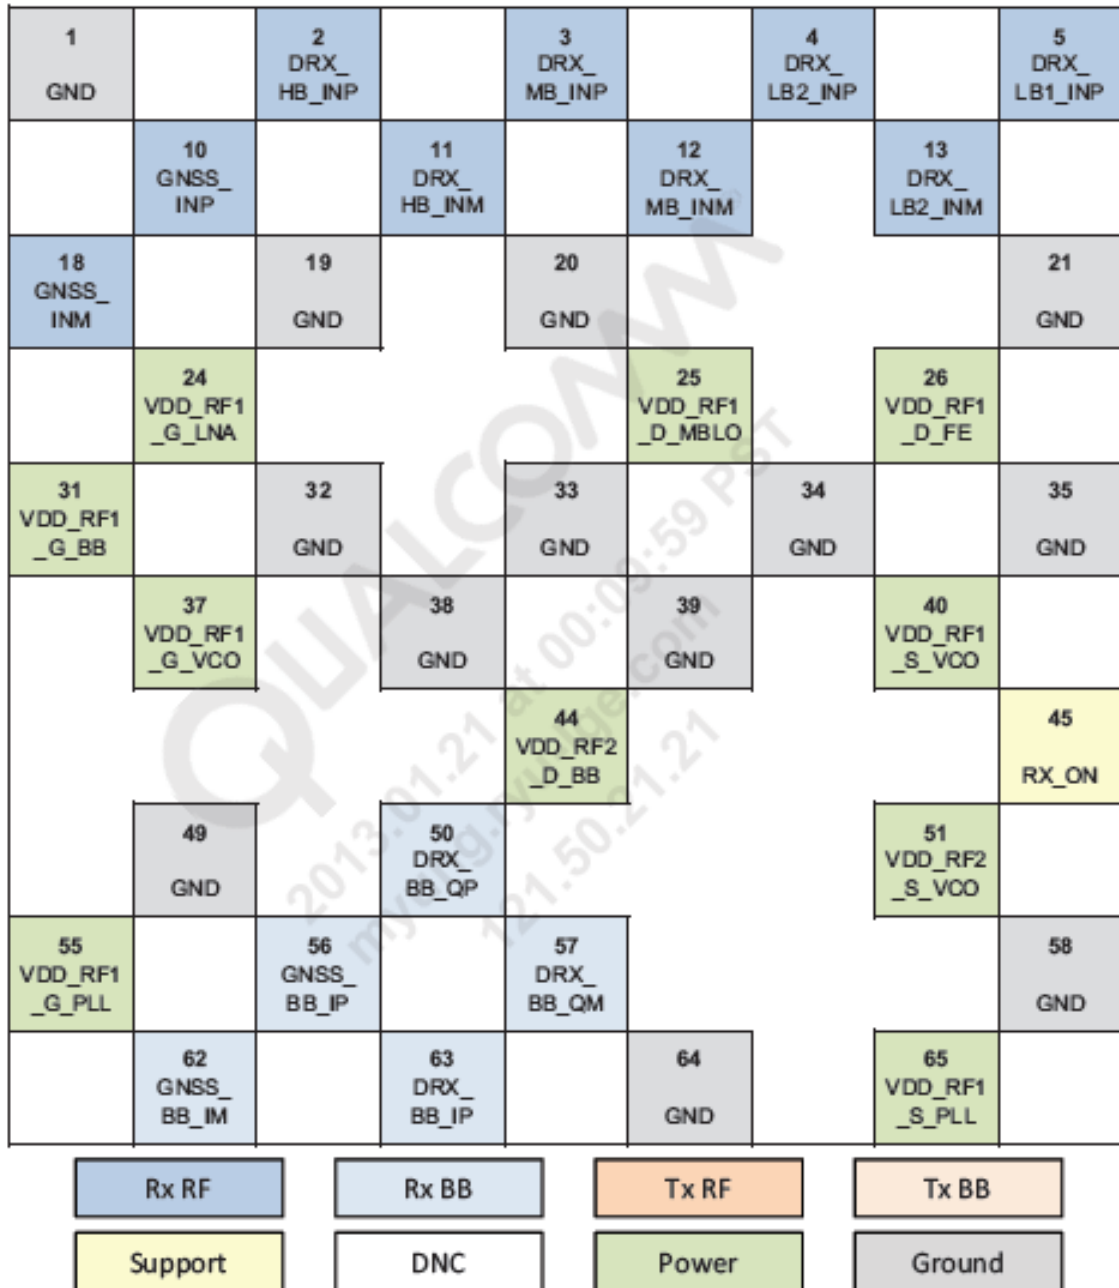 1 2 3 4 5
GND DRX_ DRX_ DRX_ DRX_
HB_INP MB_INP LB2_INP LB1_INP
10 11 12 13
GNSS_ DRX_ DRX_ DRX_
INP HB_INM MB_INM LB2_INM
18 19 20 21
GNSS_ GND GND GND
INM
24 25 26
VDD_RF1 VDD_RF1 VDD_RF1
_G_LNA _D_MBLO _D_FE
31 32 33 34 35
VDD_RF1 GND GND GND GND
_G_BB
37 38 39 40
VDD_RF1 GND GND VDD_RF1
_G_VCO _S_VCO
44 45
VDD_RF2 RX_ON
_D_BB
49 50 51
GND DRX_ VDD_RF2
BB_QP _S_VCO
55 56 57 58
VDD_RF1 GNSS_ DRX_ GND
_G_PLL BB_IP BB_QM
62 63 64 65
GNSS_ DRX_ GND VDD_RF1
BB_IM BB_IP _S_PLL
QUALCOMM
2013.01.21 at 00:09:59 PST
121.50.21.21
Rx RF Rx BB Tx RF Tx BB
Support DNC Power Ground